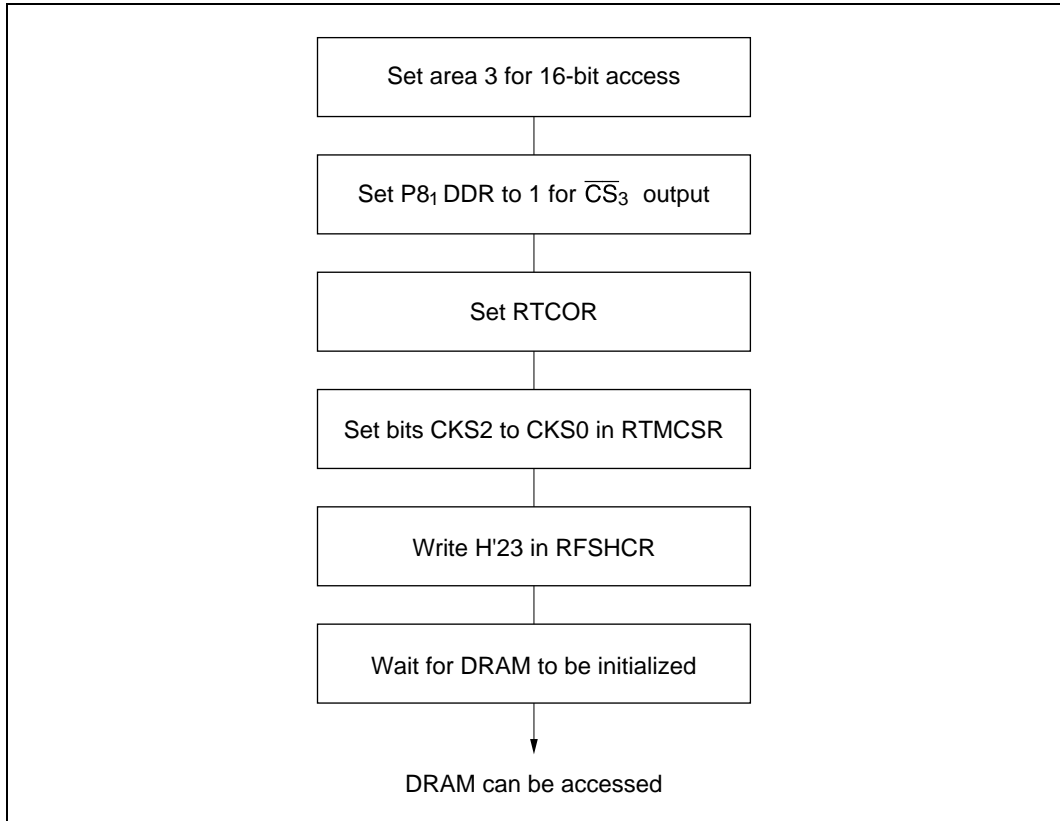 Set area 3 for 16-bit access
Set P8₁ DDR to 1 for C̅S̅₃ output
Set RTCOR
Set bits CKS2 to CKS0 in RTMCSR
Write H'23 in RFSHCR
Wait for DRAM to be initialized
DRAM can be accessed